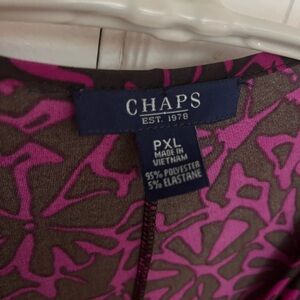 CHAPS
EST. 1978
PXL
MADE IN
VIETNAM
95% POLYESTER
5% ELASTANE